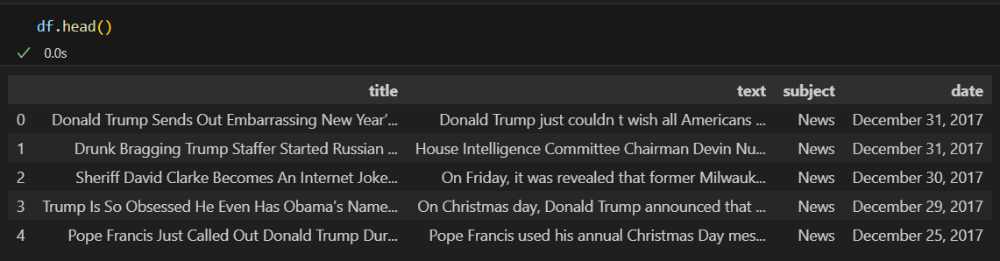 df.head()
0.0s
title text subject date
0 Donald Trump Sends Out Embarrassing New Year’... Donald Trump just couldn t wish all Americans ... News December 31, 2017
1 Drunk Bragging Trump Staffer Started Russian ... House Intelligence Committee Chairman Devin Nu... News December 31, 2017
2 Sheriff David Clarke Becomes An Internet Joke... On Friday, it was revealed that former Milwauk... News December 30, 2017
3 Trump Is So Obsessed He Even Has Obama’s Name... On Christmas day, Donald Trump announced that ... News December 29, 2017
4 Pope Francis Just Called Out Donald Trump Dur... Pope Francis used his annual Christmas Day mes... News December 25, 2017